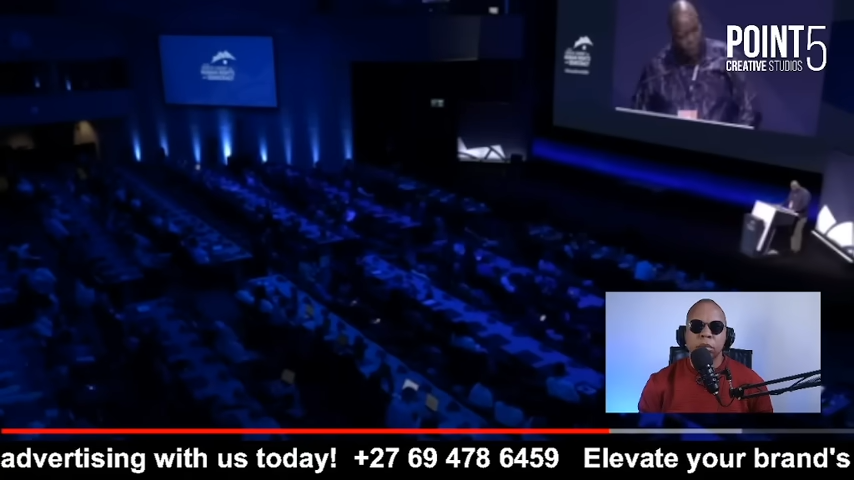 POINT5
CREATIVE STUDIOS
advertising with us today! +27 69 478 6459 Elevate your brand's